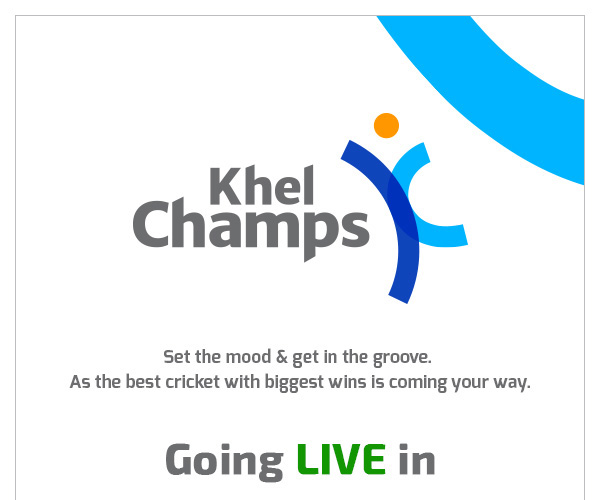 Khel
Champs
Set the mood & get in the groove.
As the best cricket with biggest wins is coming your way.
Going LIVE in